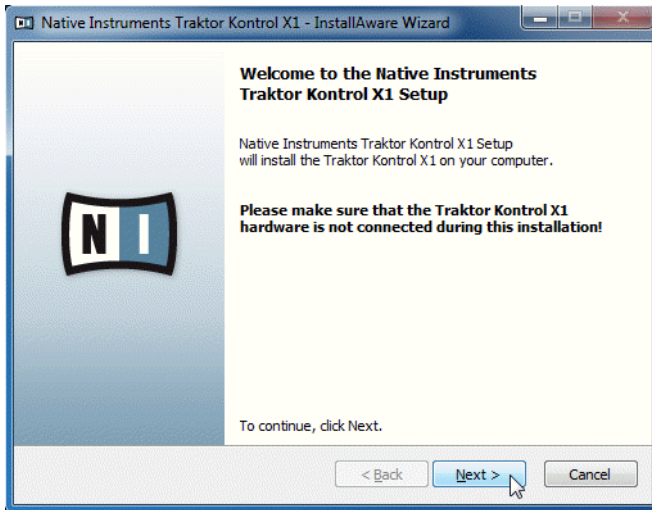 Native Instruments Traktor Kontrol X1 - InstallAware Wizard
Welcome to the Native Instruments
Traktor Kontrol X1 Setup
Native Instruments Traktor Kontrol X1 Setup
will install the Traktor Kontrol X1 on your computer.
Please make sure that the Traktor Kontrol X1
hardware is not connected during this installation!
NI
To continue, click Next.
< Back Next > Cancel